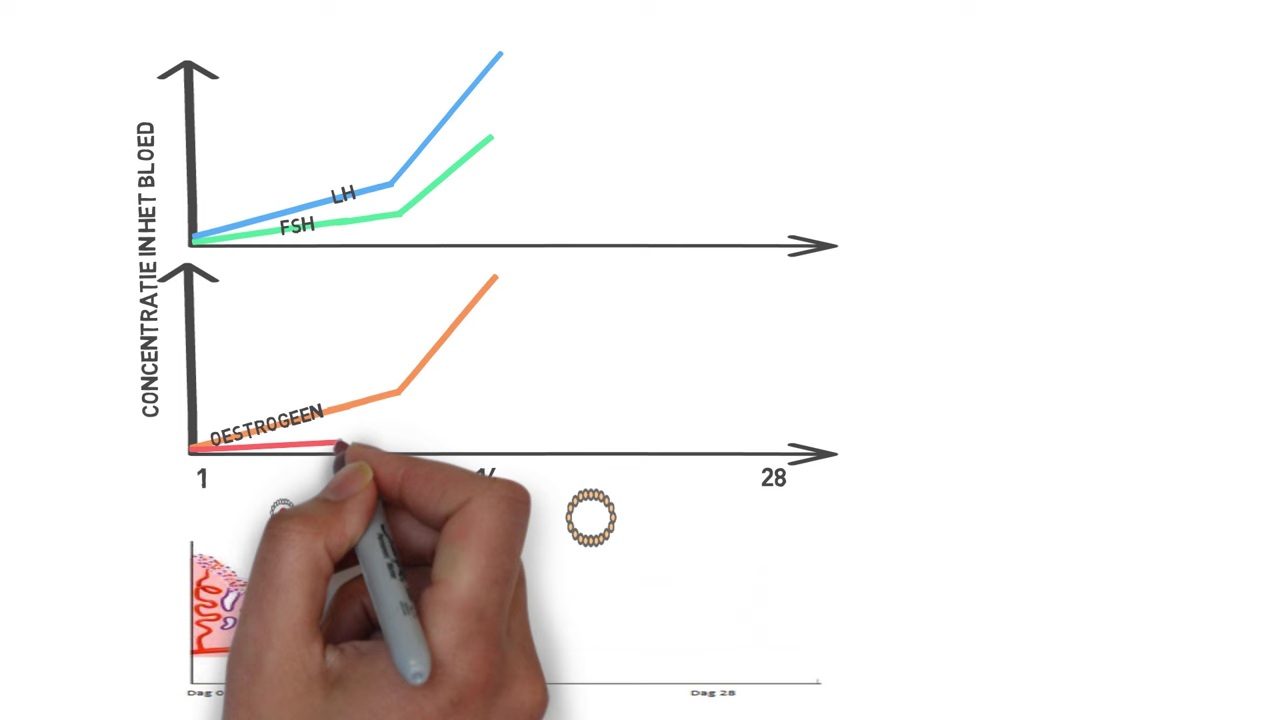 CONCENTRATIE IN HET BLOED
LH
FSH
OESTROGEEN
1
28
Dag 28